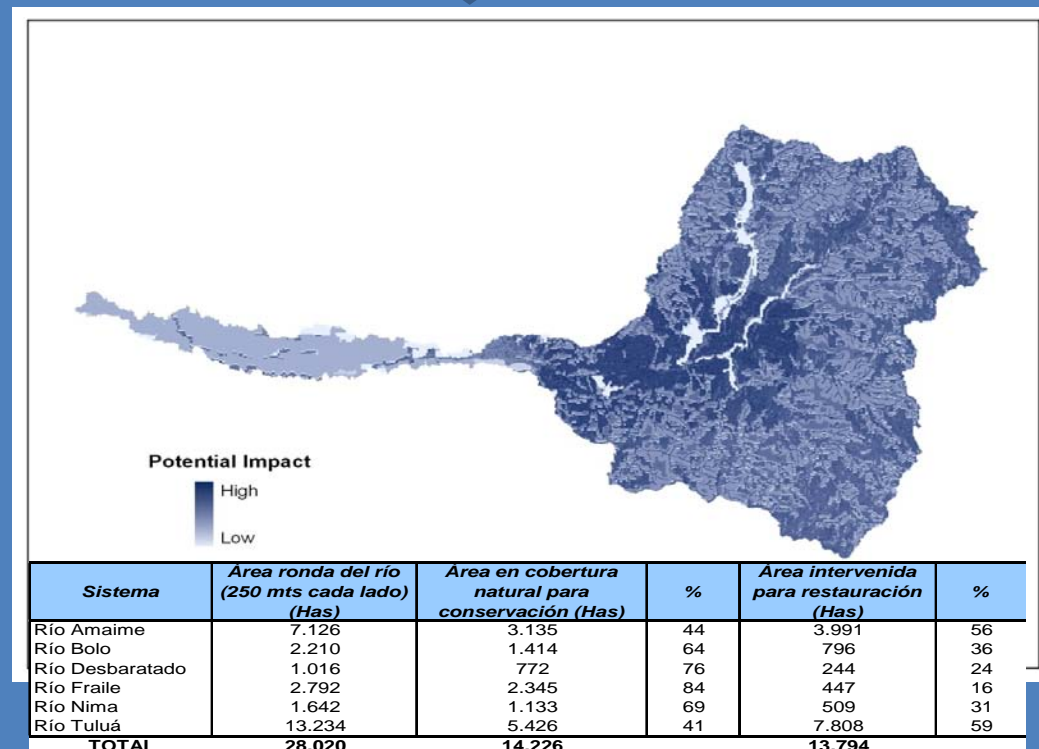 Potential Impact
High
Low
Sistema | Área ronda del río (250 mts cada lado) (Has) | Área en cobertura natural para conservación (Has) | % | Área intervenida para restauración (Has) | %
Río Amaime | 7.126 | 3.135 | 44 | 3.991 | 56
Río Bolo | 2.210 | 1.414 | 64 | 796 | 36
Río Desbaratado | 1.016 | 772 | 76 | 244 | 24
Río Fraile | 2.792 | 2.345 | 84 | 447 | 16
Río Nima | 1.642 | 1.133 | 69 | 509 | 31
Río Tuluá | 13.234 | 5.426 | 41 | 7.808 | 59
TOTAL | 28.020 | 14.226 | 13.794